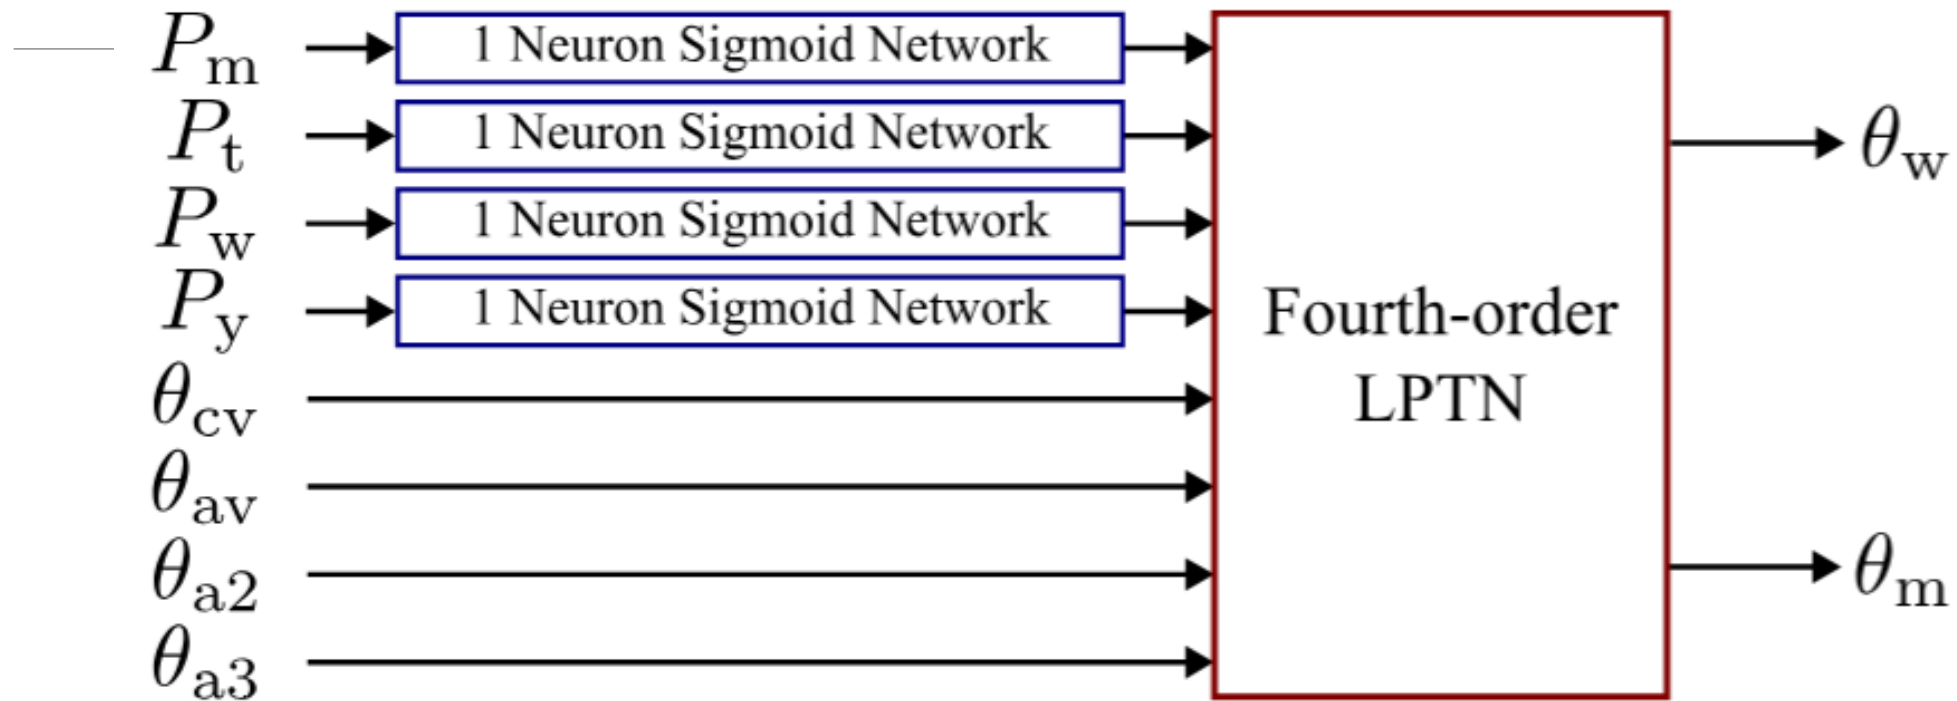 P_m 1 Neuron Sigmoid Network
P_t 1 Neuron Sigmoid Network
P_w 1 Neuron Sigmoid Network
P_y 1 Neuron Sigmoid Network
θ_cv
θ_av
θ_a2
θ_a3
Fourth-order
LPTN
θ_w
θ_m